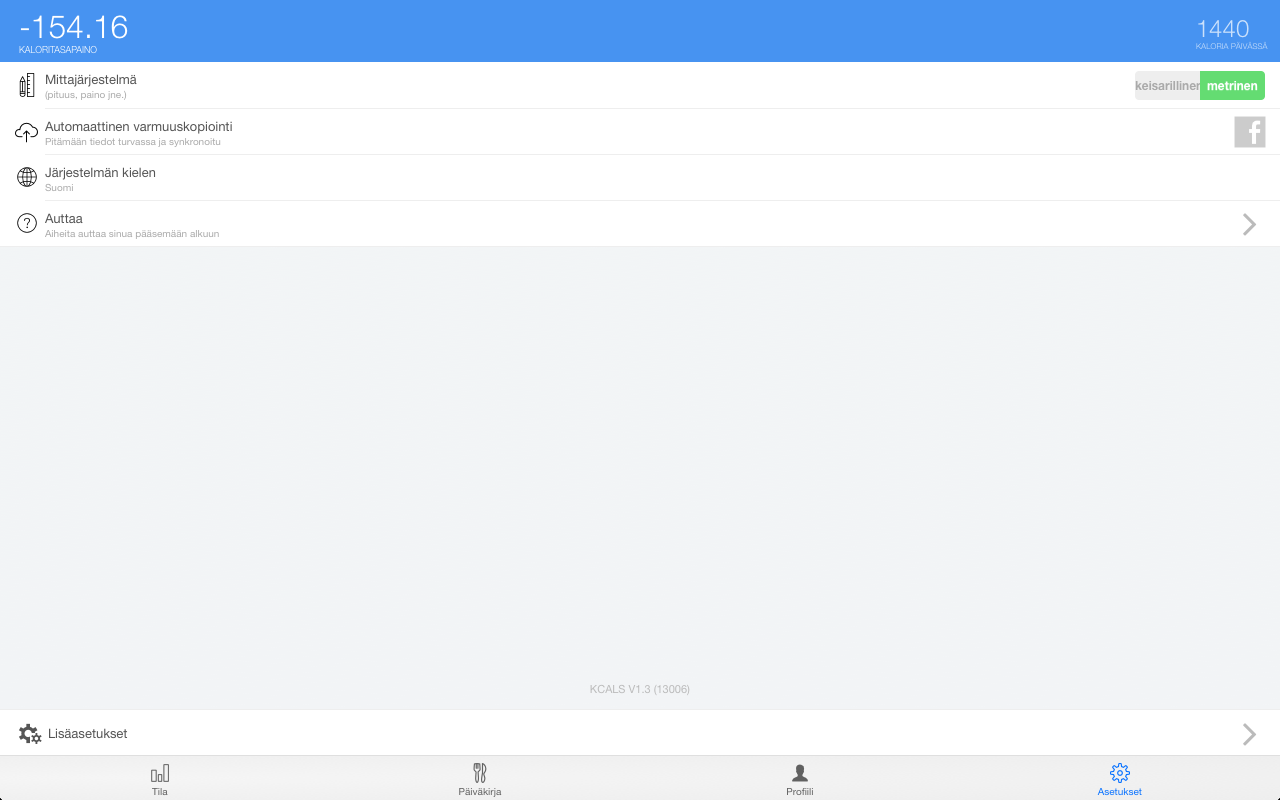 -154.16
KALORITASAPAINO
1440
KALORIA PÄIVÄSSÄ
Mittajärjestelmä
(pituus, paino jne.)
keisarilliner
metrinen
Automaattinen varmuuskopiointi
Pitämään tiedot turvassa ja synkronoitu
Järjestelmän kielen
Suomi
Auttaa
Aiheita auttaa sinua pääsemään alkuun
KCALS V1.3 (13006)
Lisäasetukset
Tila
Päiväkirja
Profiili
Asetukset